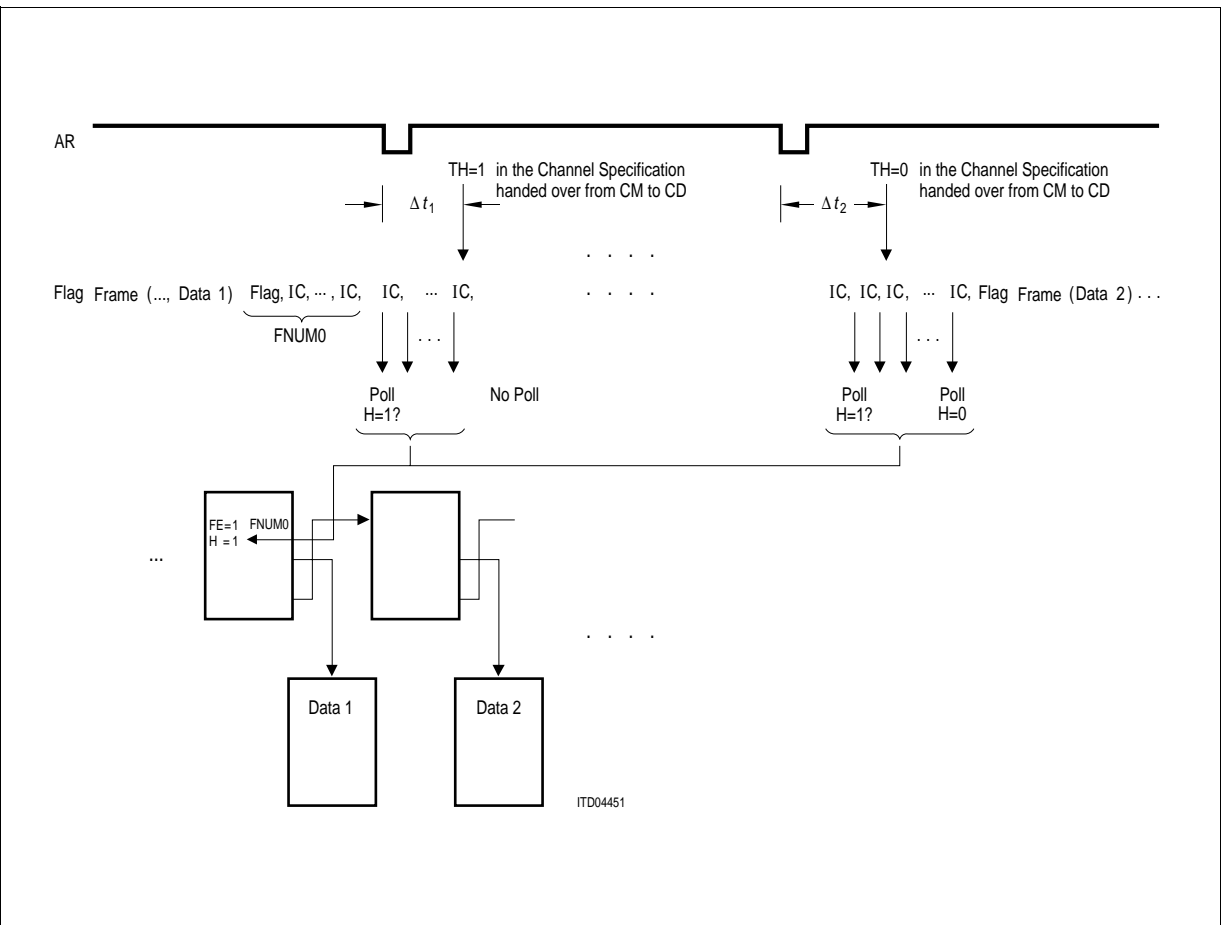 AR
TH=1 in the Channel Specification
handed over from CM to CD
TH=0 in the Channel Specification
handed over from CM to CD
Δt₁
Δt₂
. . . .
Flag Frame (..., Data 1) Flag, IC, ... , IC, IC, ... IC, . . . . IC, IC, IC, ... IC, Flag Frame (Data 2) . . .
FNUM0
. . .
. . .
Poll
H=1?
No Poll
Poll
H=1?
Poll
H=0
FE=1 FNUM0
H = 1
...
. . . .
Data 1
Data 2
ITD04451